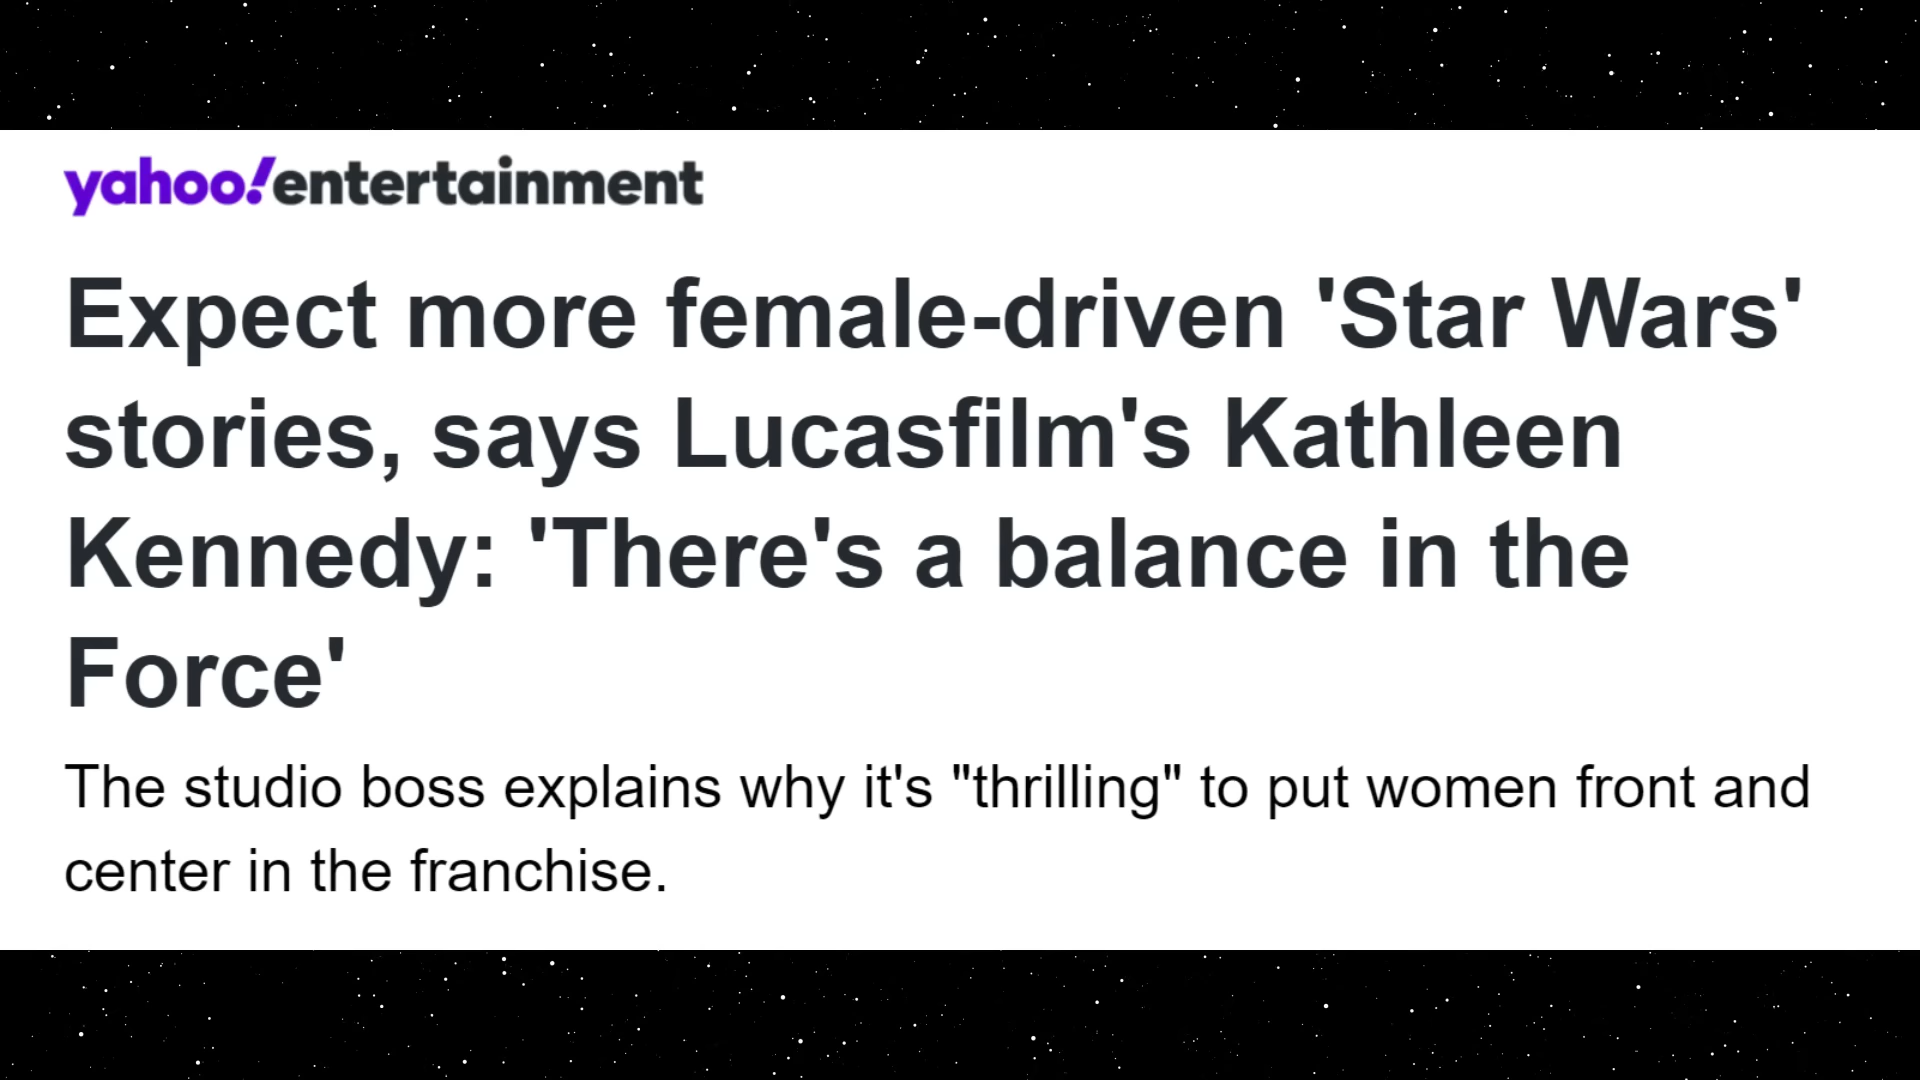 yahoo!entertainment
Expect more female-driven 'Star Wars'
stories, says Lucasfilm's Kathleen
Kennedy: 'There's a balance in the
Force'
The studio boss explains why it's "thrilling" to put women front and
center in the franchise.